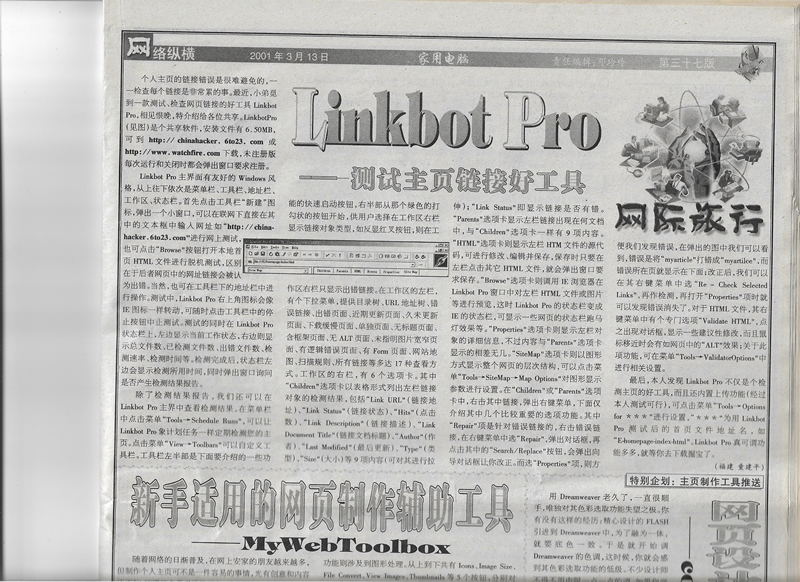 网络纵横
2001年3月13日
家用电脑
第三十七版
Linkbot Pro
——测试主页链接好工具
网际旅行
个人主页的链接错误是很难避免的，一
一检查每个链接是非常累的事。最近，小弟觅
到一款测试、检查网页链接的好工具 Linkbot
Pro，相见恨晚，特介绍给各位共享。LinkbotPro
（见图）是个共享软件，安装文件有 6.50MB，
可到 http://chinahacker.6to23.com 或
http://www.watchfire.com 下载，未注册版
每次运行和关闭时都会弹出窗口要求注册。
Linkbot Pro 主界面有友好的 Windows 风
格，从上往下依次是菜单栏、工具栏、地址栏、
工作区、状态栏。首先点击工具栏“新建”图
标，弹出一个小窗口，可以在联网下直接在其
中的文本框中输入网址如“http://china-
hacker.6to23.com”进行网上测试，
也可点击“Browse”按钮打开本地首
页 HTML 文件进行脱机测试，区别
在于后者网页中的网址链接会被认
为出错。当然，也可在工具栏下的地址栏中进
行操作。测试中，Linkbot Pro 右上角图标会像
IE 图标一样转动，可随时点击工具栏中的停
止按钮中止测试。测试的同时在 Linkbot Pro
状态栏上，左边显示当前工作状态，右边则显
示总文件数、已检测文件数、出错文件数、检
测速率、检测时间等。检测完成后，状态栏左
边会显示检测所用时间，同时弹出窗口询问
是否产生检测结果报告。
除了检测结果报告，我们还可以在
Linkbot Pro 主界中查看检测结果。在菜单栏
中点击菜单“Tools→Schedule Runs”，可以让
Linkbot Pro 象计划任务一样定期检测您的主
页。点击菜单“View→Toolbars”可以自定义工
具栏。工具栏左半部是下面要介绍的一些功
能的快速启动按钮，右半部从那个绿色的打
勾状的按钮开始，供用户选择在工作区右栏
显示链接对象类型，如反显红叉按钮，则在工
作区右栏只显示出错链接。在工作区的左栏，
有个下拉菜单，提供目录树、URL 地址树、错
误链接、出错页面、近期更新页面、久未更新
页面、下载缓慢页面、单独页面、无标题页面、
含框架页面、无 ALT 页面、未指明图片宽窄页
面、有逻辑错误页面、有 Form 页面、网站地
图、扫描规则、所有链接等多达 17 种查看方
式。工作区的右栏，有 6 个选项卡。其中
“Children”选项卡以表格形式列出左栏链接
对象的检测结果，包括“Link URL”（链接地
址）、“Link Status”（链接状态）、“Hits”（点击
数）、“Link Description”（链接描述）、“Link
Document Title”（链接文档标题）、“Author”（作
者）、“Last Modified”（最后更新）、“Type”（类
型）、“Size”（大小）等 9 项内容（可对其进行拉
伸）；“Link Status”即显示链接是否有错。
“Parents”选项卡显示左栏链接出现在何文档
中，与“Children”选项卡一样有 9 项内容。
“HTML”选项卡则显示左栏 HTM 文件的源代
码，可进行修改、编辑并保存，保存时只要在
左栏点击其它 HTML 文件，就会弹出窗口要
求保存。“Browse”选项卡则调用 IE 浏览器在
Linkbot Pro 窗口中对左栏 HTML 文件或图片
等进行预览，这时 Linkbot Pro 的状态栏变成
IE 的状态栏，可显示一些网页的状态栏跑马
灯效果等。“Properties”选项卡则显示左栏对
象的详细信息，不过内容与“Parents”选项卡
显示的相差无几。“SiteMap”选项卡则以图形
方式显示整个网页的层次结构，可以点击菜单
“Tools→SiteMap→Map Options”对图形显示
参数进行设置。在“Children”或“Parents”选项
卡中，右击其中链接，弹出右键菜单，下面仅
介绍其中几个比较重要的选项功能。其中
“Repair”项是针对错误链接的，右击错误链
接，在右键菜单中选“Repair”，弹出对话框，再
点击其中的“Search/Replace”按钮，会弹出向
导对话框让你改正。而选“Properties”项，则方
便我们发现错误，在弹出的图中我们可以看
到，错误是将“myarticle”打错成“myartilee”，而
错误所在页就显示在下面；改正后，我们可以
在其右键菜单中选“Re－Check Selected
Links”，再作检测，再打开“Properties”项时就
可以发现错误消失了。对于 HTML 文件，其右
键菜单中有个专门选项“Validate HTML”，点
之出现对话框，显示一些建议性修改，而且鼠
标移近时会有如网页中的“ALT”效果；关于此
项功能，可在菜单“Tools→ValidatorOptions”中
进行相关设置。
最后，本人发现 Linkbot Pro 不仅是个检
测主页的好工具，而且还内置上传功能（经过
本人测试可行），可点击菜单“Tools→Options
for ＊＊＊”进行设置，“＊＊＊”为用 Linkbot
Pro 测试后的首页文件地址名，如
“E-homepage-index-html”。Linkbot Pro 真可谓
功能多多，就等你去下载掘宝了。
（福建 黄建平）
新手适用的网页制作辅助工具
——MyWebToolbox
随着网络的日渐普及，在网上安家的朋友越来越多，
但制作个人主页可不是一件容易的事情，光有创意和内容
功能则涉及到图形处理。从上到下共有 Icons、Image Size、
File Convert、View Images、Thumbnails 等 5 个按钮，分别对
特别企划：主页制作工具推送
用 Dreamweaver 老久了，一直很顺
手，唯独对其色彩选取功能失望之极，你
有没有这样的经历：精心设计的 FLASH
引进到 Dreamweaver 中，为了融为一体，
就要底色一致，于是就开始调
Dreamweaver 的色调，这时候，你就会感
到其色彩选取功能的低级。不少设计师
网页设